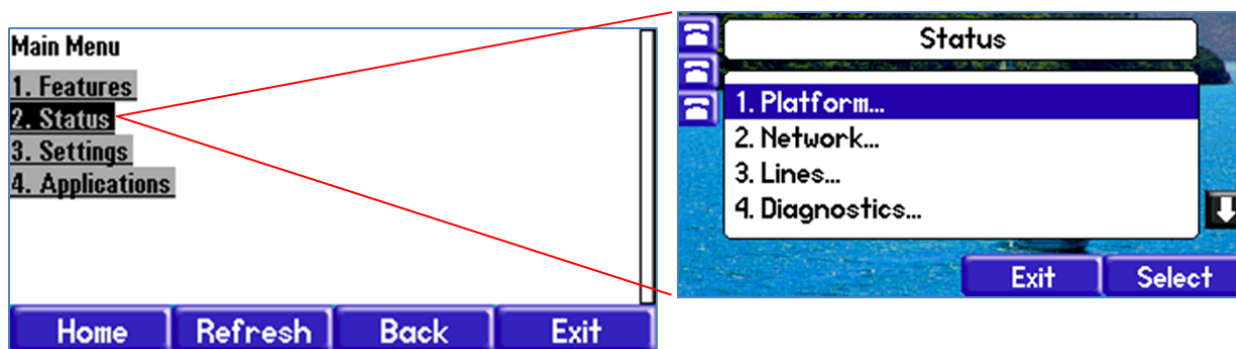 Main Menu
1. Features
2. Status
3. Settings
4. Applications
Home Refresh Back Exit
Status
1. Platform...
2. Network...
3. Lines...
4. Diagnostics...
Exit Select